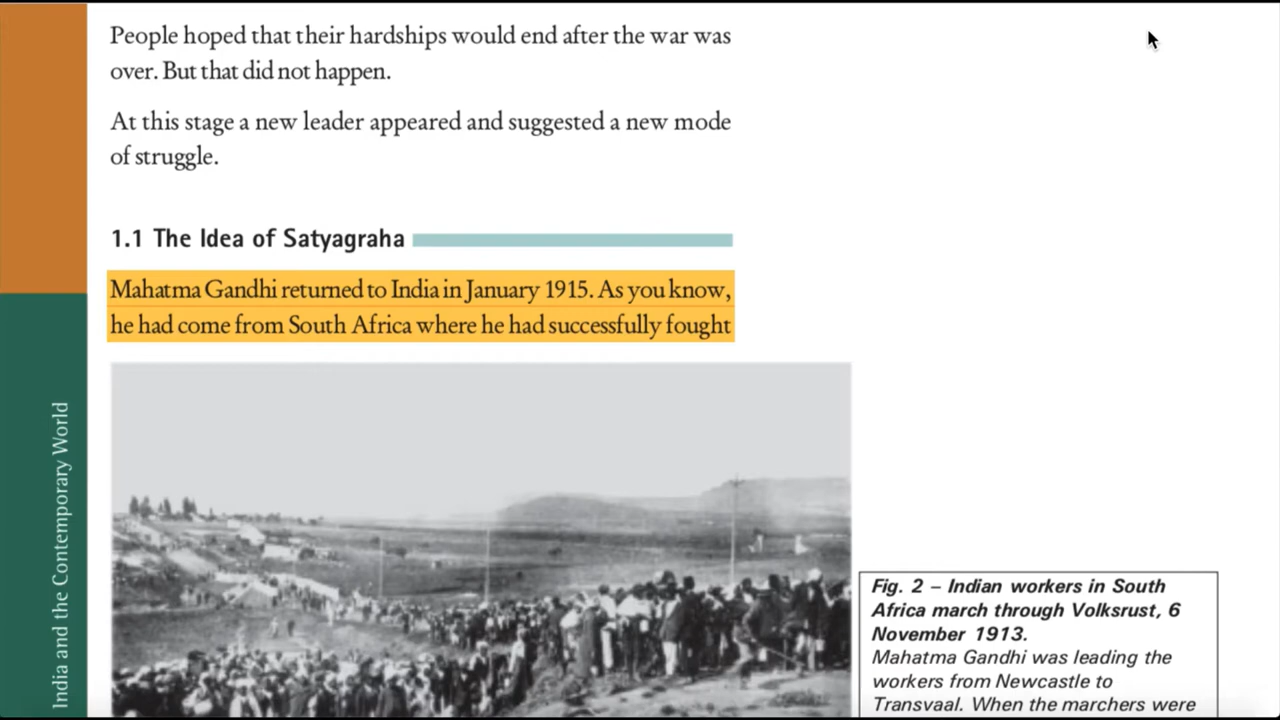 People hoped that their hardships would end after the war was
over. But that did not happen.
At this stage a new leader appeared and suggested a new mode
of struggle.
1.1 The Idea of Satyagraha
Mahatma Gandhi returned to India in January 1915. As you know,
he had come from South Africa where he had successfully fought
Fig. 2 – Indian workers in South
Africa march through Volksrust, 6
November 1913.
Mahatma Gandhi was leading the
workers from Newcastle to
Transvaal. When the marchers were
India and the Contemporary World